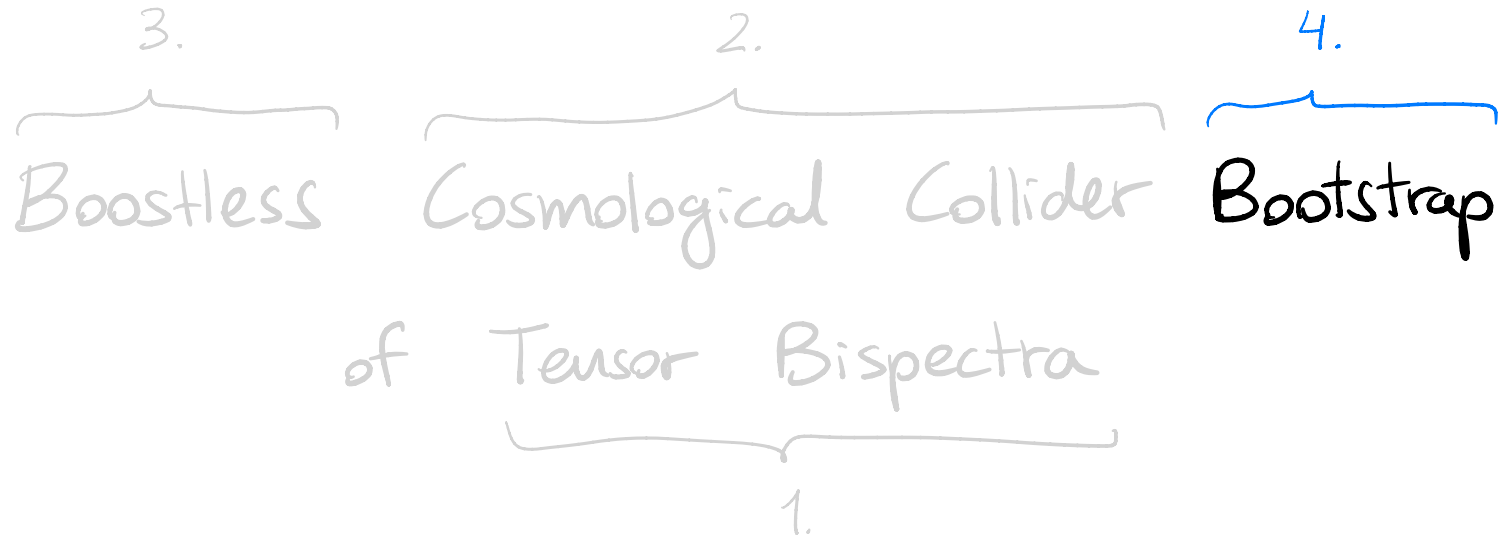 3. 2. 4.
Boostless Cosmological Collider Bootstrap
of Tensor Bispectra
1.